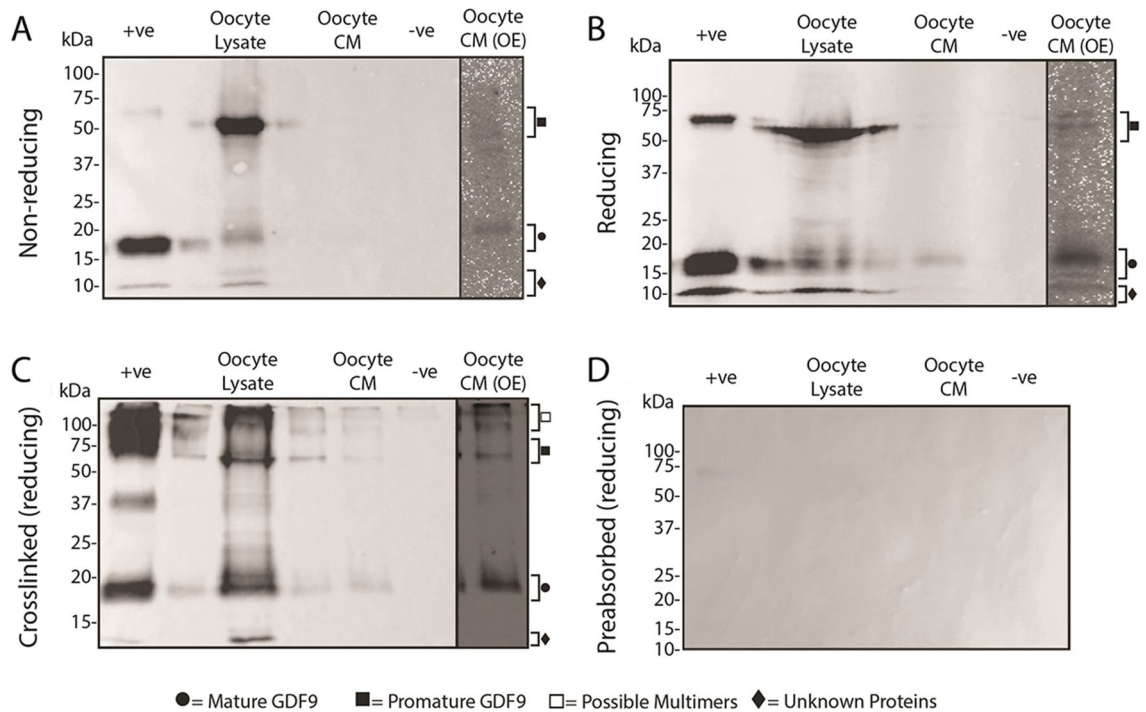 A
kDa
+ve
Oocyte
Lysate
Oocyte
CM
-ve
Oocyte
CM (OE)
Non-reducing
100-
75-
50-
37-
25-
20-
15-
10-
B
kDa
+ve
Oocyte
Lysate
Oocyte
CM
-ve
Oocyte
CM (OE)
Reducing
100-
75-
50-
37-
25-
20-
15-
10-
C
kDa
+ve
Oocyte
Lysate
Oocyte
CM
-ve
Oocyte
CM (OE)
Crosslinked (reducing)
100-
75-
50-
37-
25-
20-
15-
D
kDa
+ve
Oocyte
Lysate
Oocyte
CM
-ve
Preabsorbed (reducing)
100-
75-
50-
37-
25-
20-
15-
10-
●= Mature GDF9 ■= Promature GDF9 □= Possible Multimers ♦= Unknown Proteins